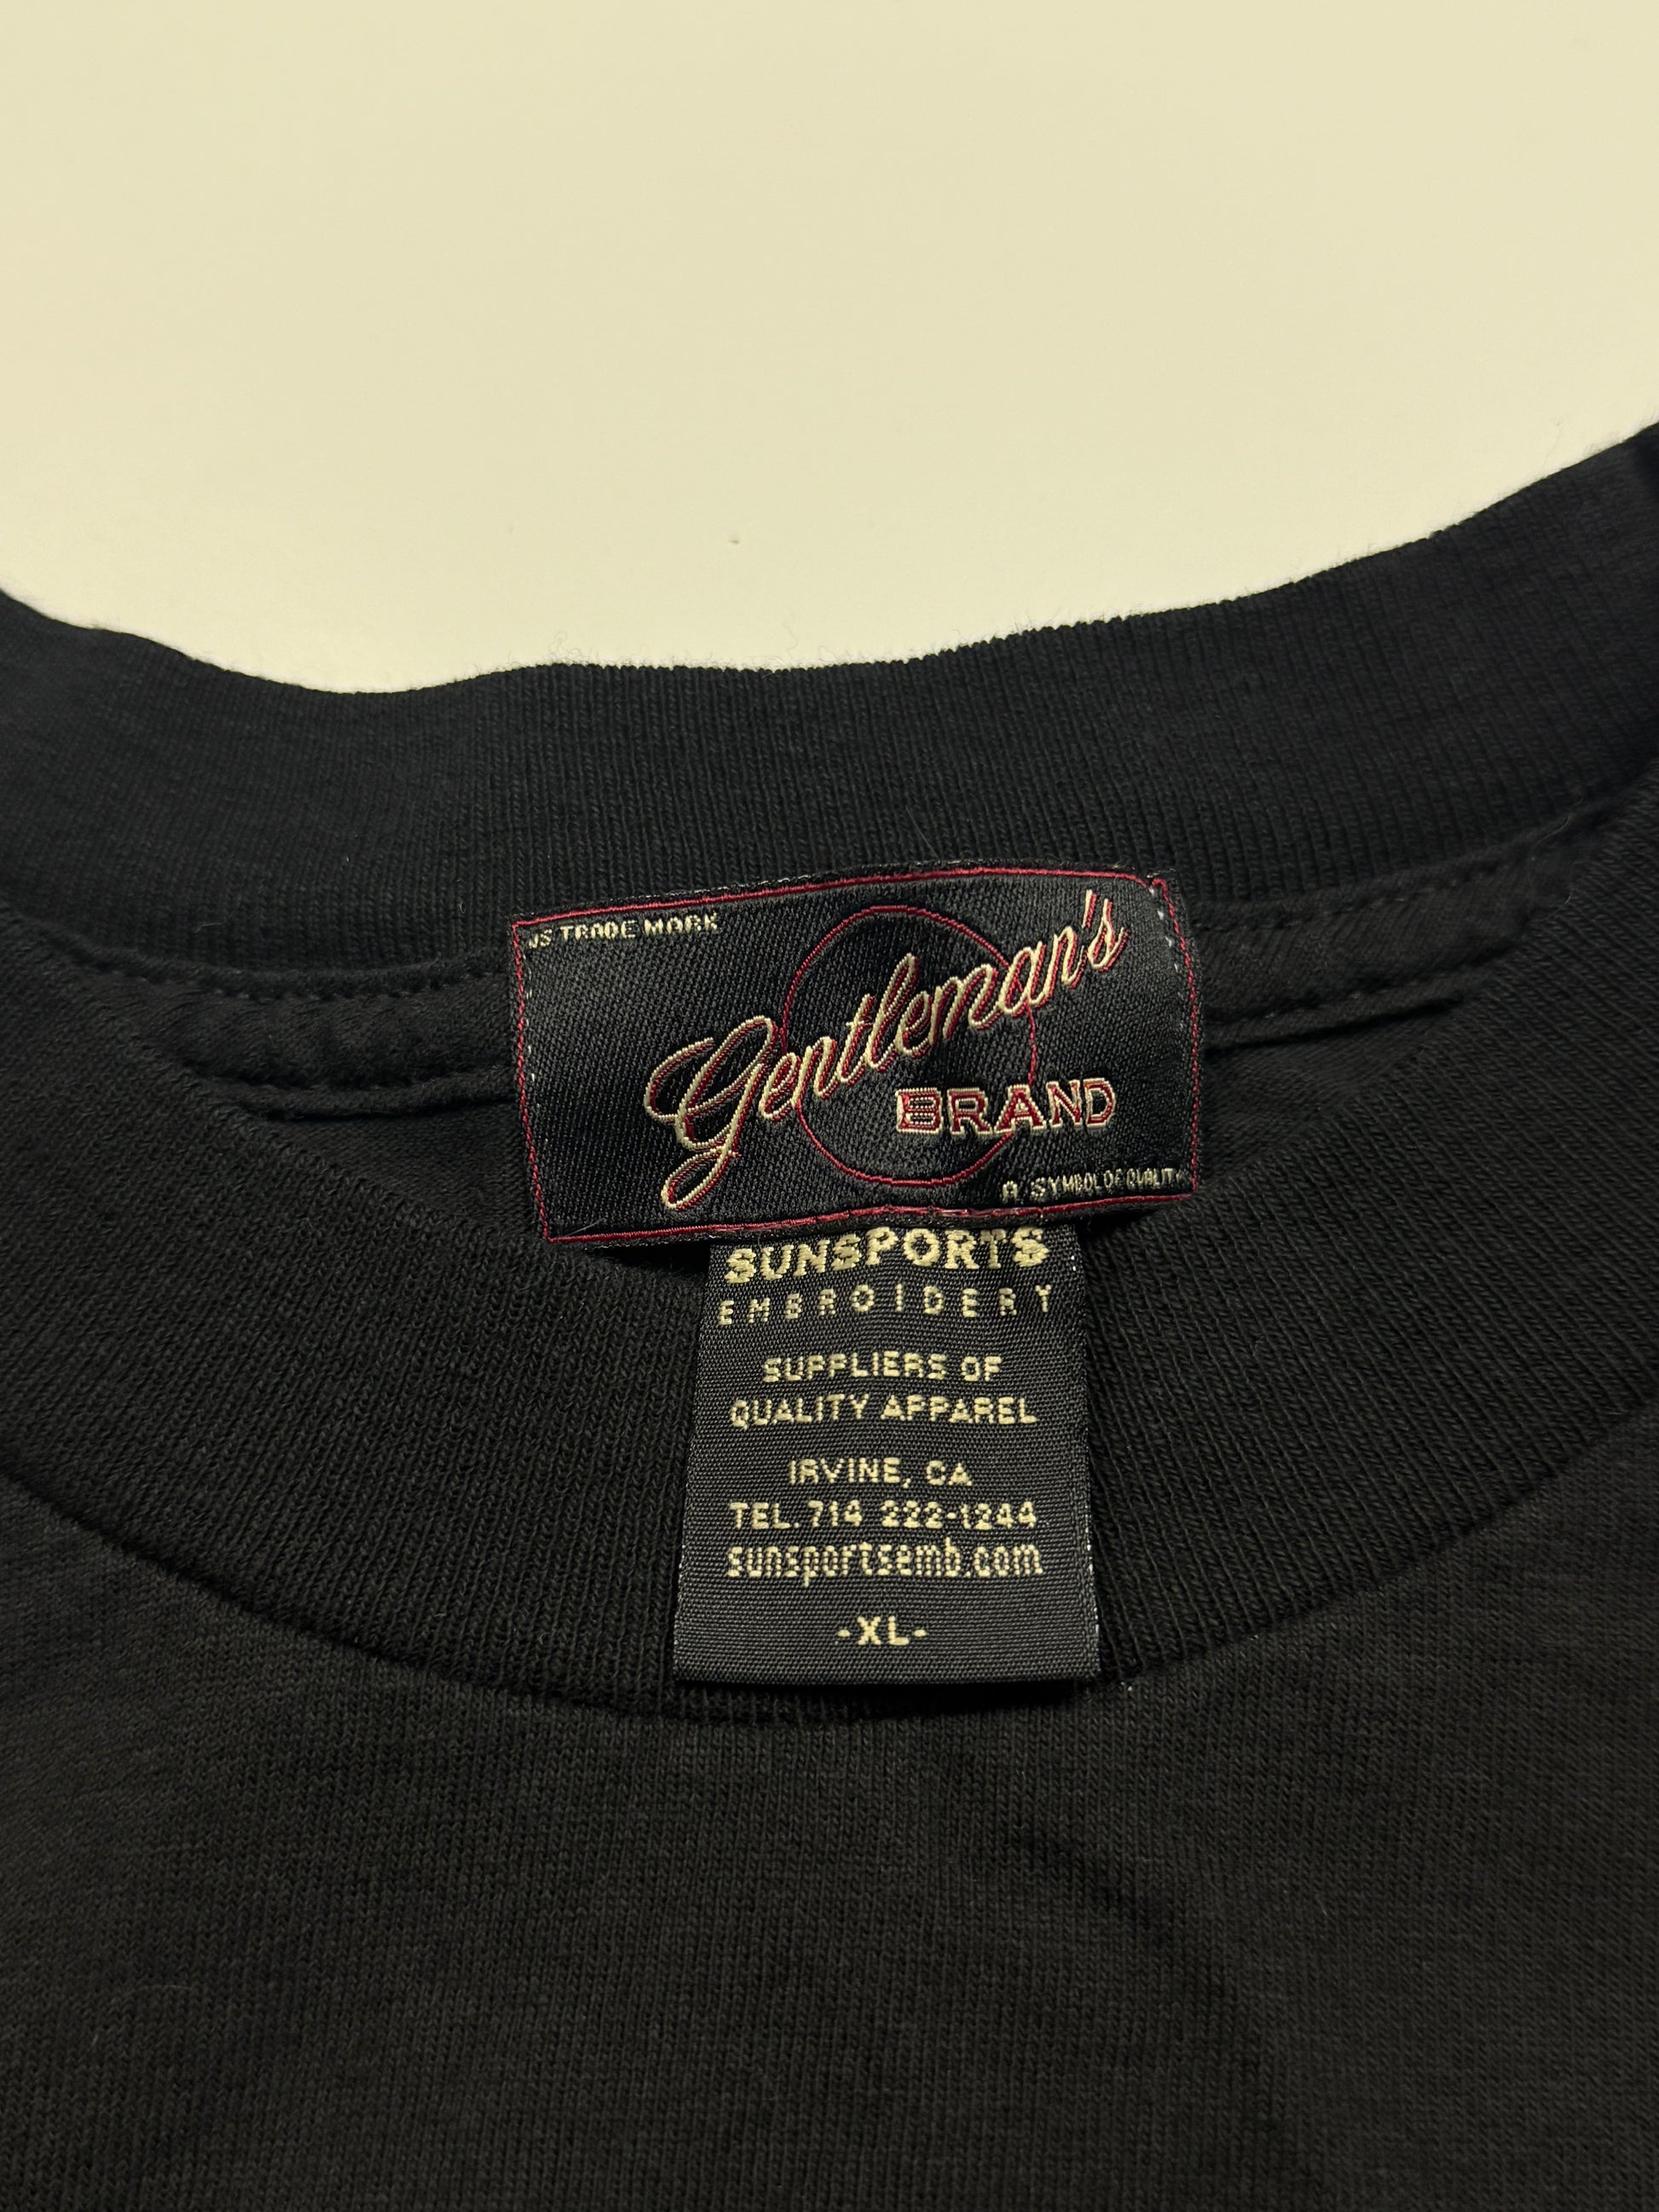 US TRADE MARK
Gentleman's
BRAND
A SYMBOL OF QUALITY
SUNSPORTS
EMBROIDERY
SUPPLIERS OF
QUALITY APPAREL
IRVINE, CA
TEL. 714 222-1244
sunsportsemb.com
-XL-